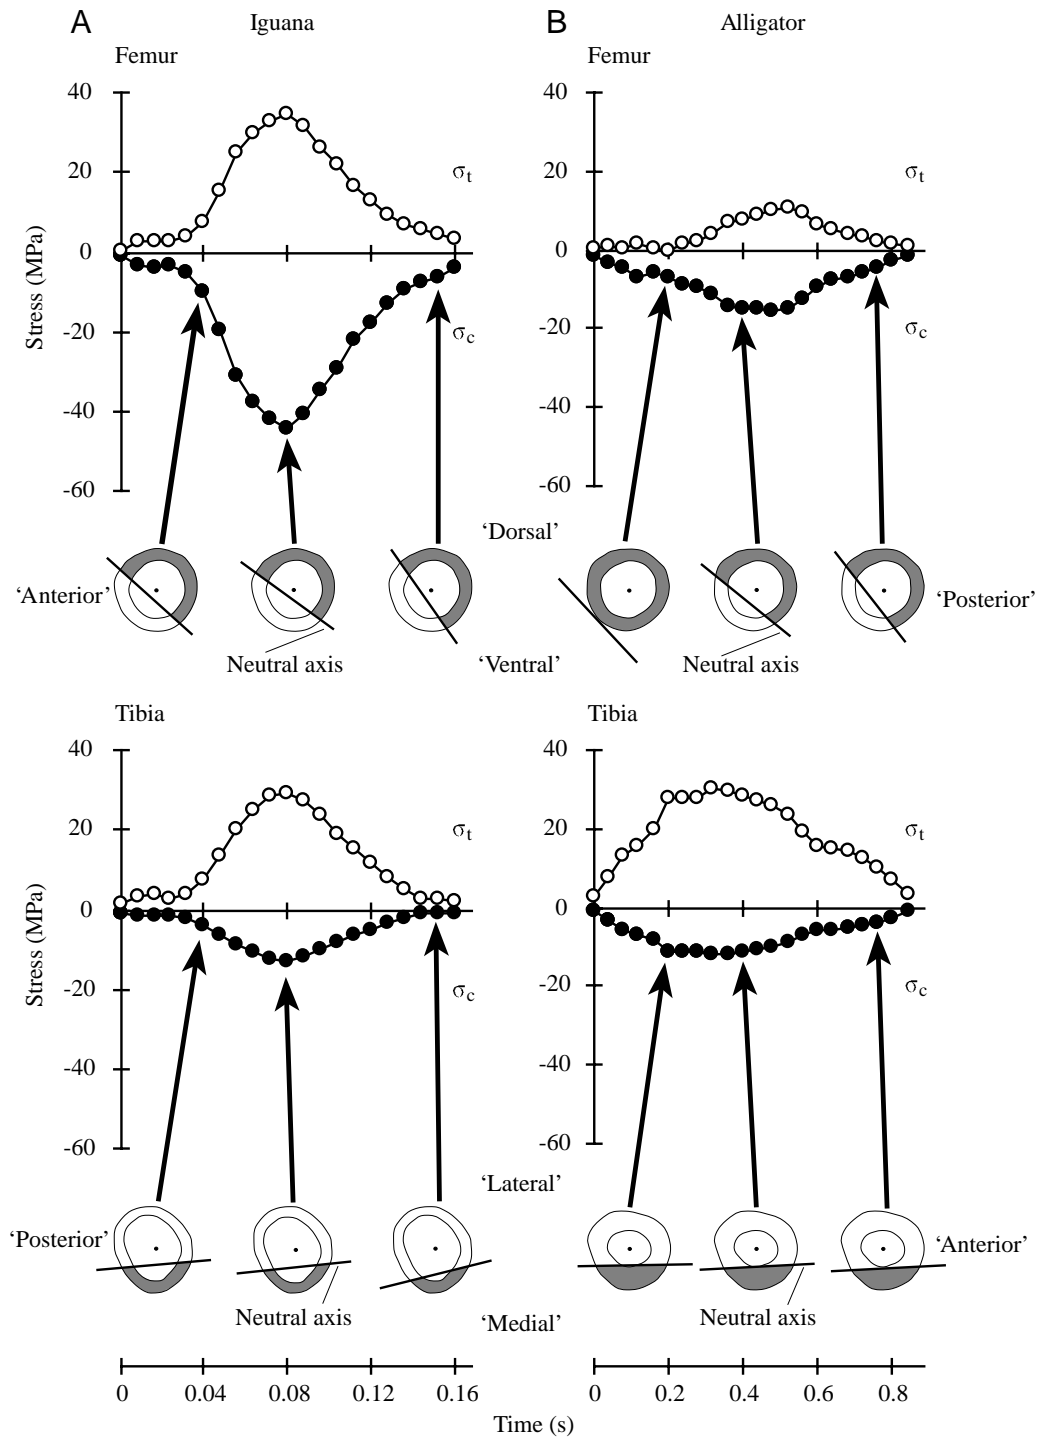 A Iguana
B Alligator
Femur
Femur
40
20
0
-20
-40
-60
Stress (MPa)
σt
σc
40
20
0
-20
-40
-60
σt
σc
‘Dorsal’
‘Anterior’
‘Posterior’
Neutral axis
‘Ventral’
Neutral axis
Tibia
Tibia
40
20
0
-20
-40
-60
Stress (MPa)
σt
σc
40
20
0
-20
-40
-60
σt
σc
‘Lateral’
‘Posterior’
‘Anterior’
Neutral axis
‘Medial’
Neutral axis
0 0.04 0.08 0.12 0.16
0 0.2 0.4 0.6 0.8
Time (s)